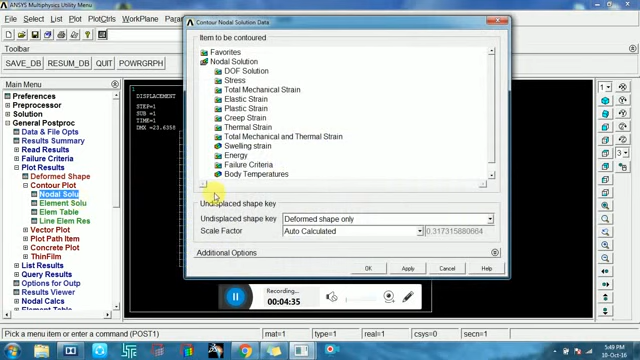 ANSYS Multiphysics Utility Menu
Select List Plot PlotCtrls WorkPlane Param
Toolbar
SAVE_DB RESUM_DB QUIT POWRGRPH
Main Menu
Preferences
Preprocessor
Solution
General Postproc
Data & File Opts
Results Summary
Read Results
Failure Criteria
Plot Results
Deformed Shape
Contour Plot
Nodal Solu
Element Solu
Elem Table
Line Elem Res
Vector Plot
Plot Path Item
Concrete Plot
ThinFilm
List Results
Query Results
Options for Outp
Results Viewer
Nodal Calcs
1
DISPLACEMENT
STEP=1
SUB =1
TIME=1
DMX =23.6358
Contour Nodal Solution Data
Item to be contoured
Favorites
Nodal Solution
DOF Solution
Stress
Total Mechanical Strain
Elastic Strain
Plastic Strain
Creep Strain
Thermal Strain
Total Mechanical and Thermal Strain
Swelling strain
Energy
Failure Criteria
Body Temperatures
Undisplaced shape key
Undisplaced shape key Deformed shape only
Scale Factor Auto Calculated 0.317315880664
Additional Options
OK Apply Cancel Help
Recording...
00:04:35
1
3
Pick a menu item or enter a command (POST1) mat=1 type=1 real=1 csys=0 secn=1
5:49 PM